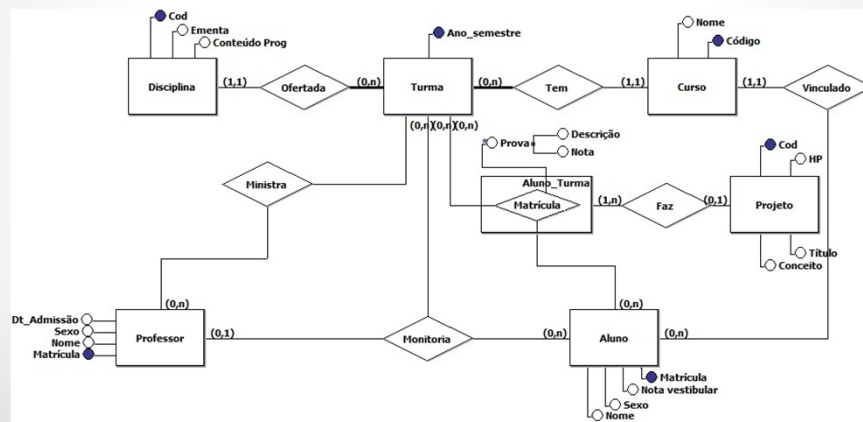 Cod
Ementa
Conteúdo Prog
Disciplina
(1,1)
Ofertada
(0,n)
Ano_semestre
Turma
(0,n)
Tem
(1,1)
Nome
Código
Curso
(1,1)
Vinculado
(0,n)(0,n)(0,n)
Ministra
Prova
Descrição
Nota
Aluno_Turma
Matrícula
(1,n)
Faz
(0,1)
Cod
HP
Projeto
Título
Conceito
(0,n)
Dt_Admissão
Sexo
Nome
Matrícula
Professor
(0,1)
Monitoria
(0,n)
(0,n)
Aluno
(0,n)
Matrícula
Nota vestibular
Sexo
Nome